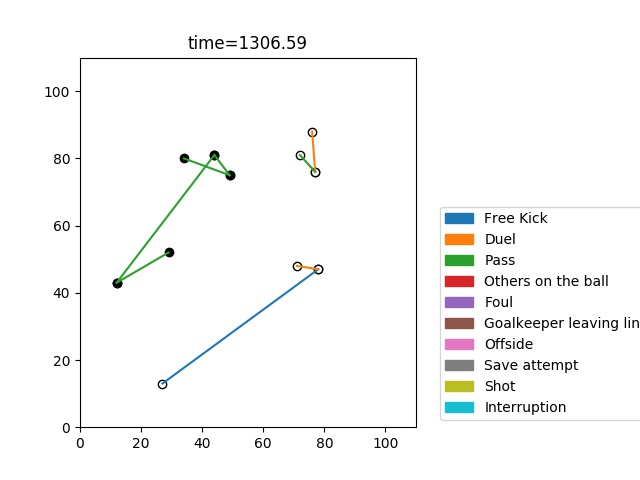 time=1306.59
100
80
60
40
20
0
0 20 40 60 80 100
Free Kick
Duel
Pass
Others on the ball
Foul
Goalkeeper leaving lin
Offside
Save attempt
Shot
Interruption